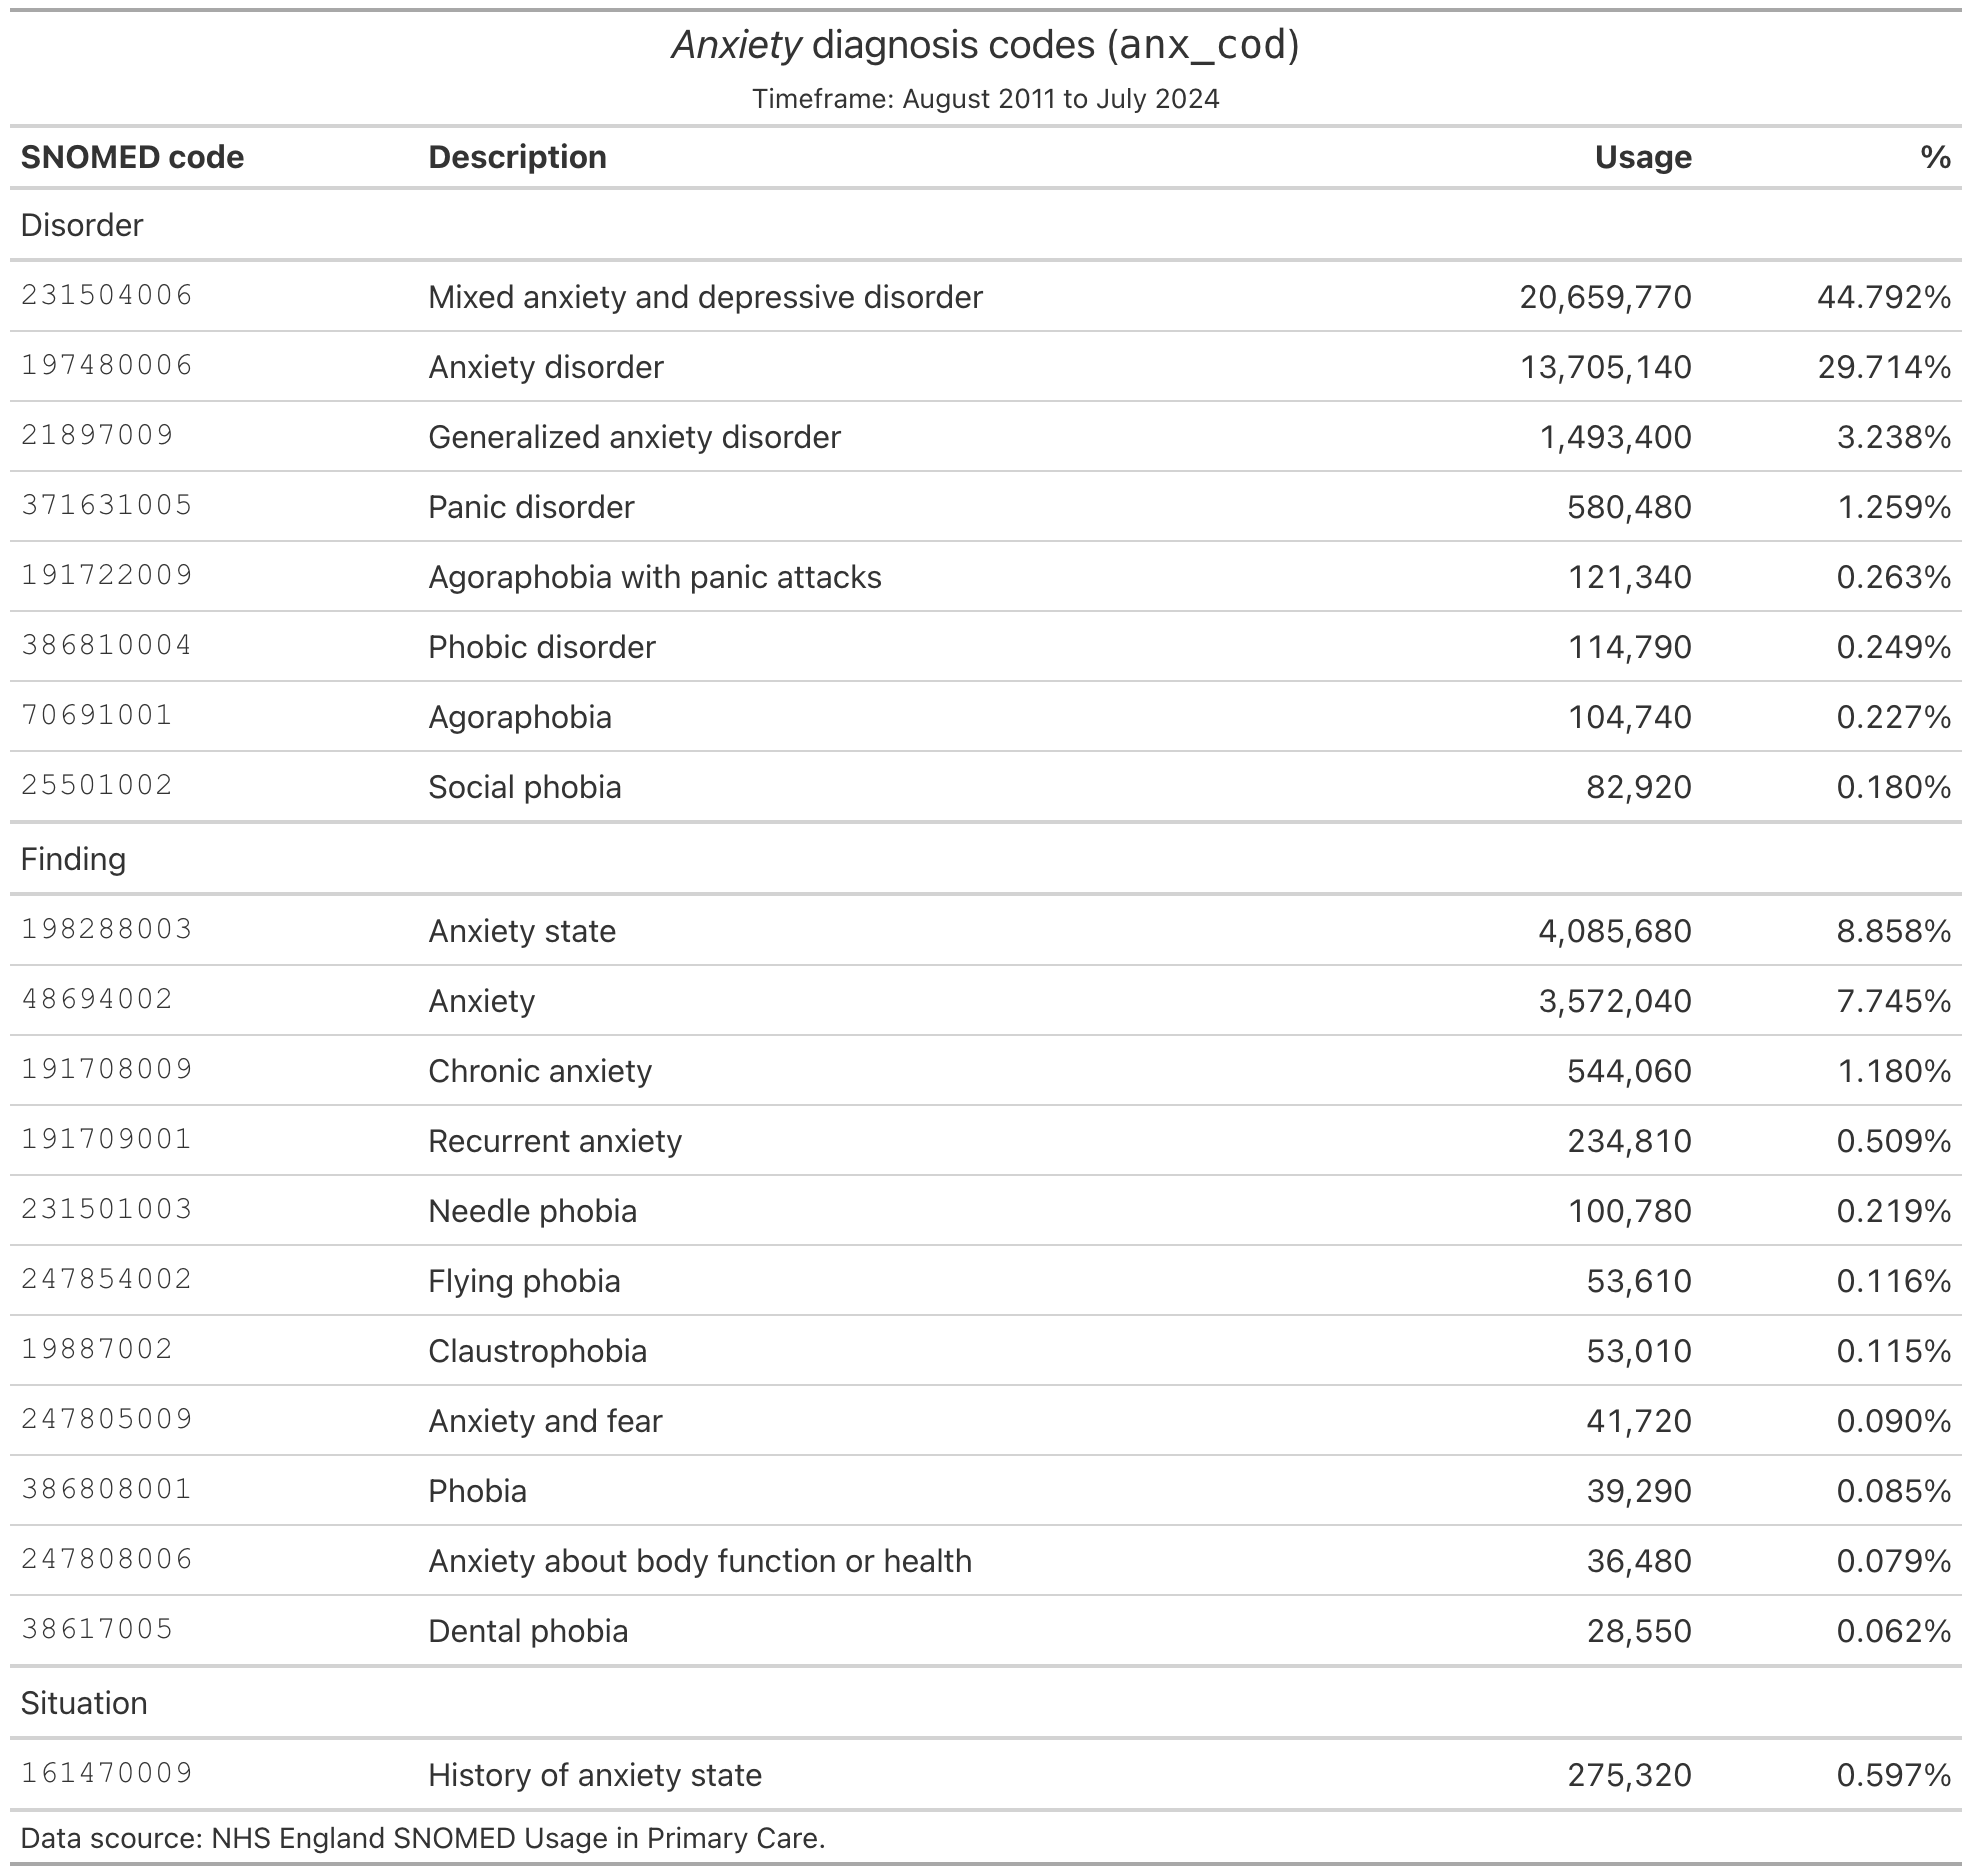 Anxiety diagnosis codes (anx_cod)
Timeframe: August 2011 to July 2024
SNOMED code Description Usage %
Disorder
231504006 Mixed anxiety and depressive disorder 20,659,770 44.792%
197480006 Anxiety disorder 13,705,140 29.714%
21897009 Generalized anxiety disorder 1,493,400 3.238%
371631005 Panic disorder 580,480 1.259%
191722009 Agoraphobia with panic attacks 121,340 0.263%
386810004 Phobic disorder 114,790 0.249%
70691001 Agoraphobia 104,740 0.227%
25501002 Social phobia 82,920 0.180%
Finding
198288003 Anxiety state 4,085,680 8.858%
48694002 Anxiety 3,572,040 7.745%
191708009 Chronic anxiety 544,060 1.180%
191709001 Recurrent anxiety 234,810 0.509%
231501003 Needle phobia 100,780 0.219%
247854002 Flying phobia 53,610 0.116%
19887002 Claustrophobia 53,010 0.115%
247805009 Anxiety and fear 41,720 0.090%
386808001 Phobia 39,290 0.085%
247808006 Anxiety about body function or health 36,480 0.079%
38617005 Dental phobia 28,550 0.062%
Situation
161470009 History of anxiety state 275,320 0.597%
Data scource: NHS England SNOMED Usage in Primary Care.